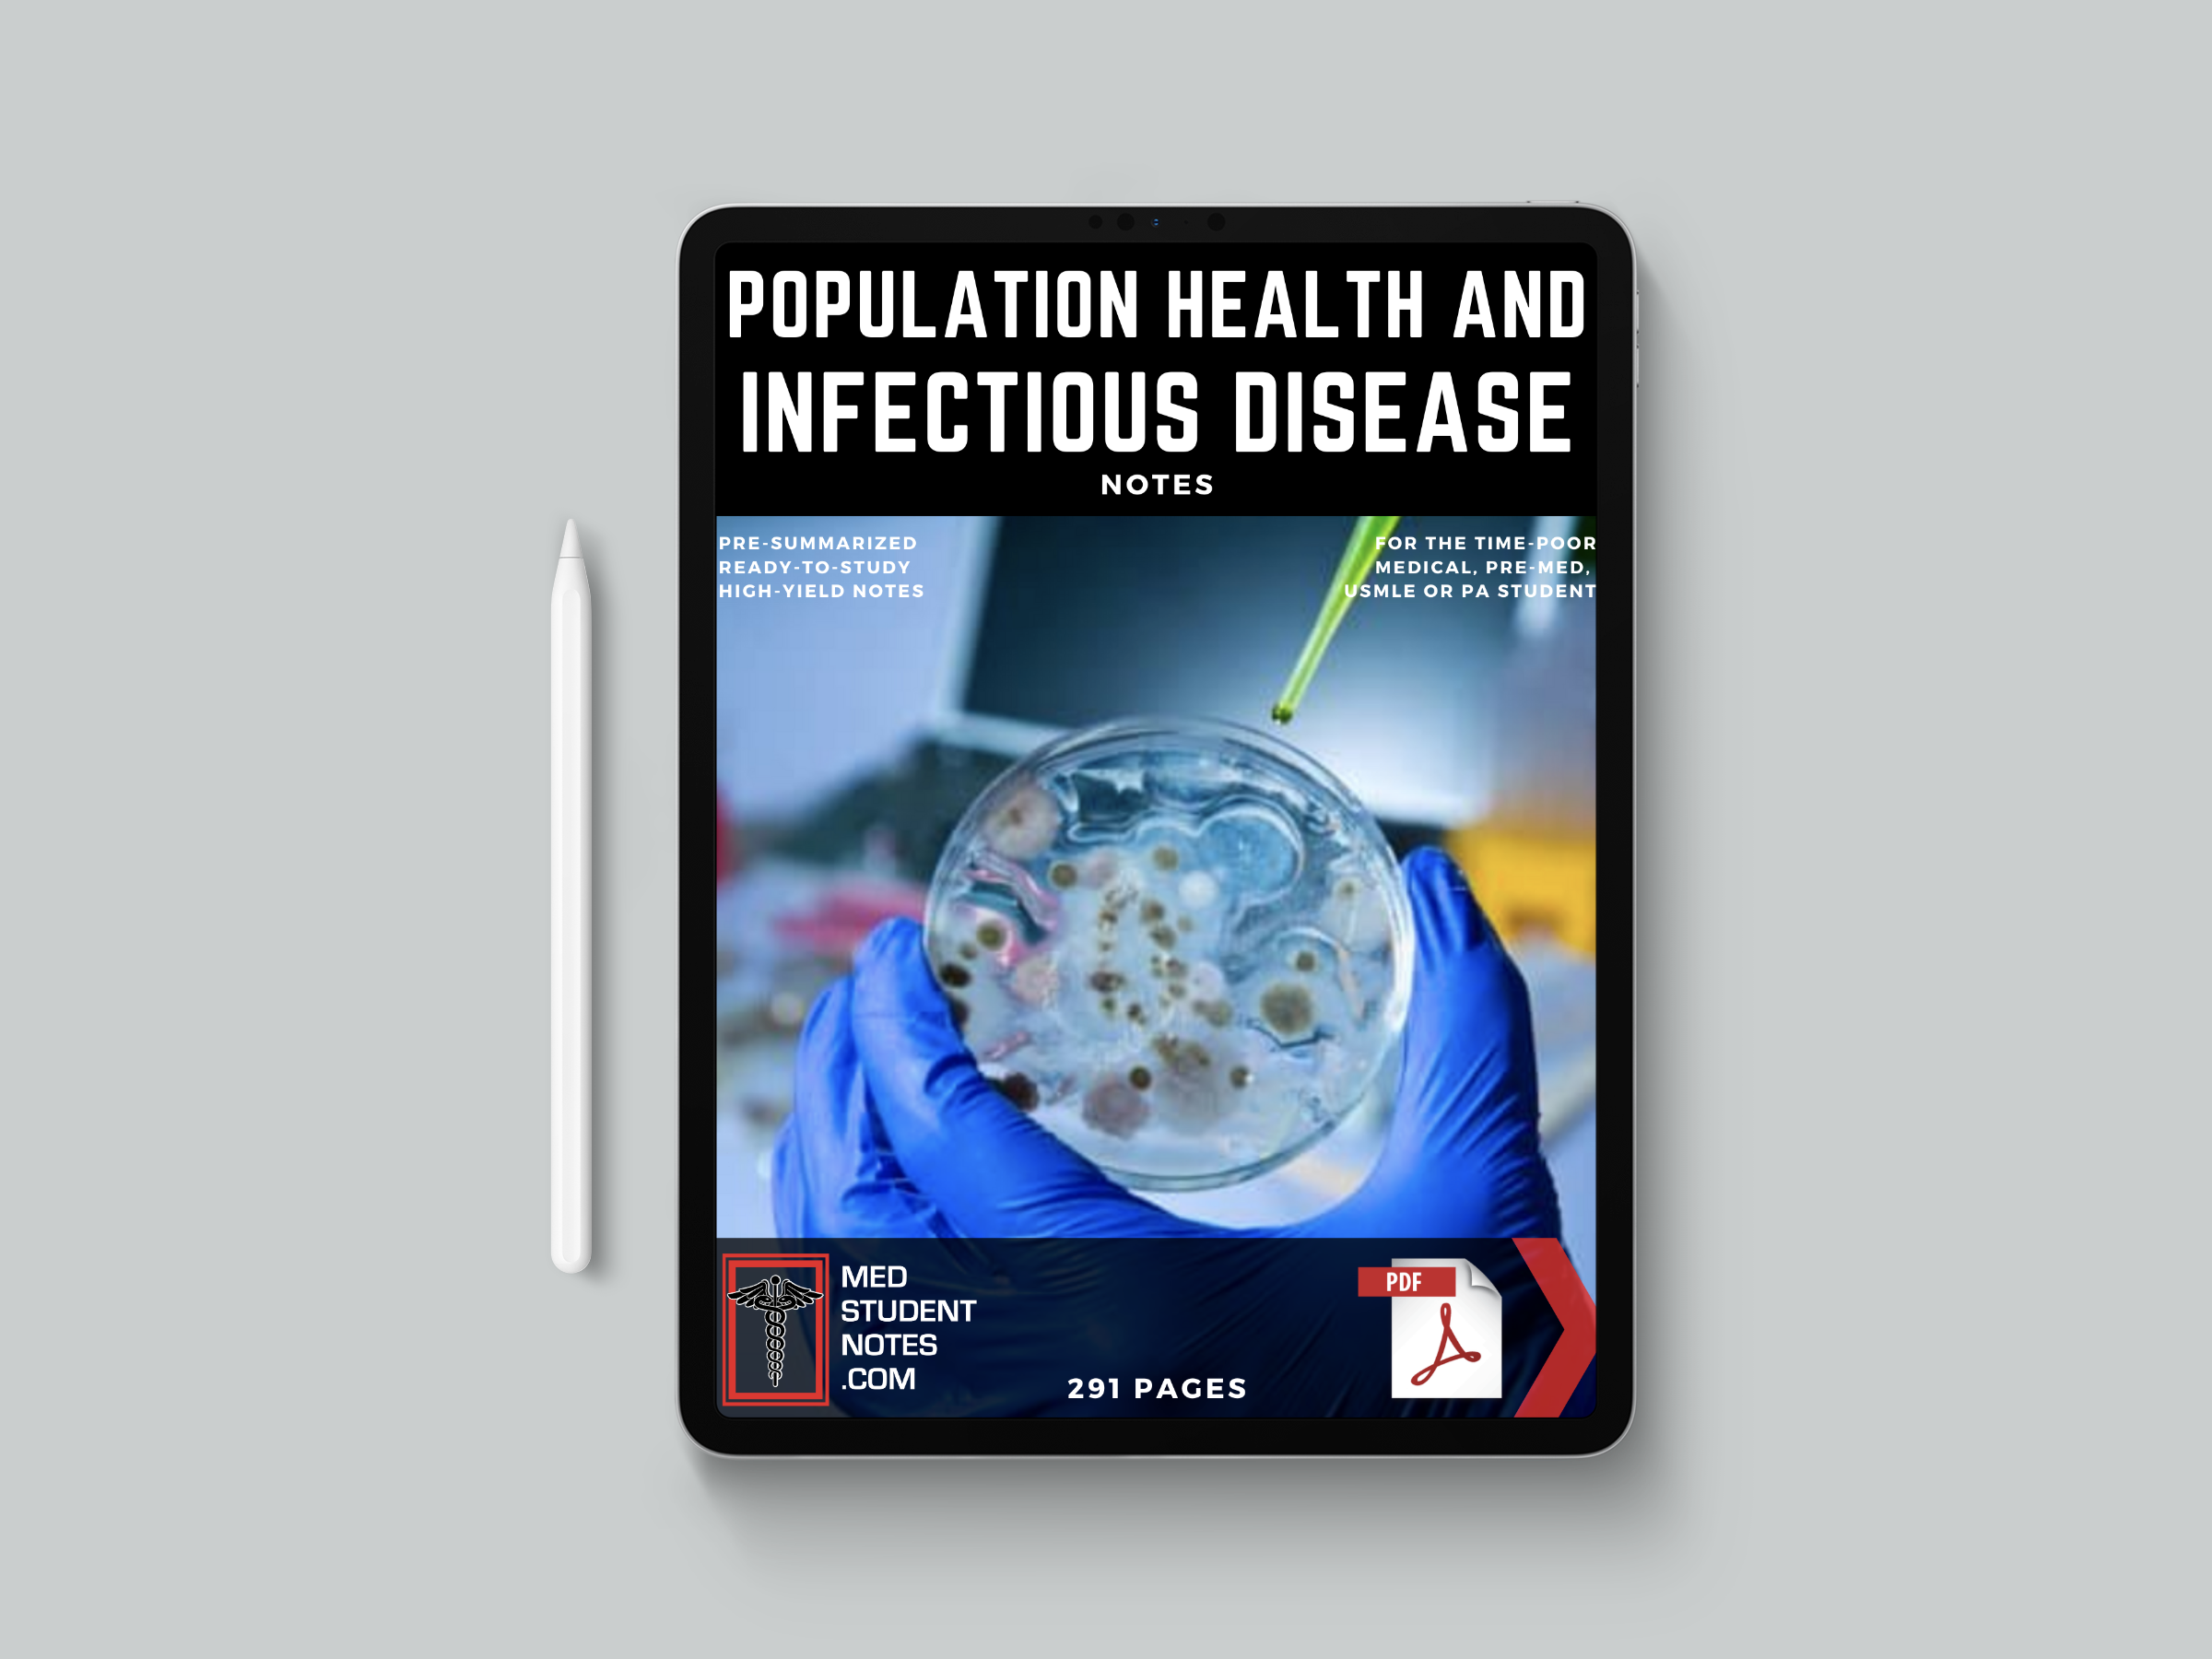 POPULATION HEALTH AND
INFECTIOUS DISEASE
NOTES
PRE-SUMMARIZED
READY-TO-STUDY
HIGH-YIELD NOTES
FOR THE TIME-POOR
MEDICAL, PRE-MED,
USMLE OR PA STUDENT
MED
STUDENT
NOTES
.COM
291 PAGES
PDF